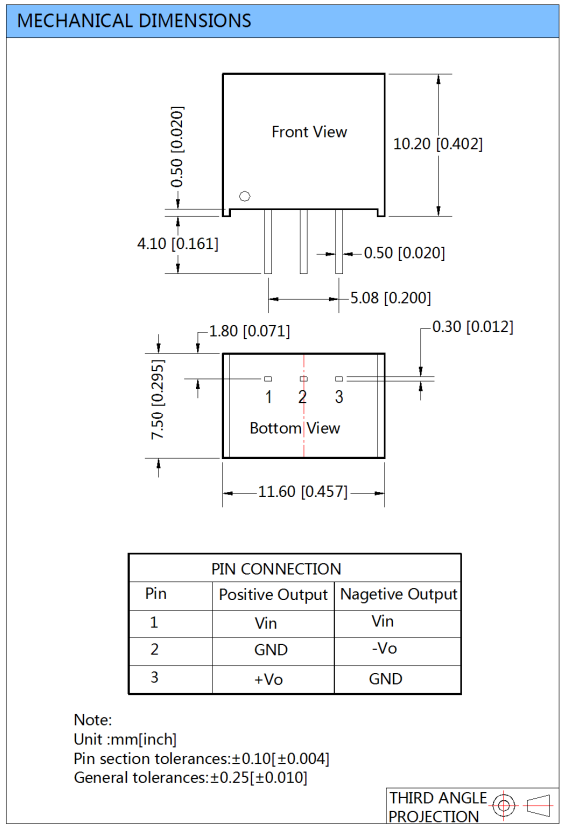 MECHANICAL DIMENSIONS
Front View
0.50 [0.020]
10.20 [0.402]
4.10 [0.161]
0.50 [0.020]
5.08 [0.200]
1.80 [0.071]
0.30 [0.012]
7.50 [0.295]
1 2 3
Bottom View
11.60 [0.457]
PIN CONNECTION
Pin Positive Output Nagetive Output
1 Vin Vin
2 GND -Vo
3 +Vo GND
Note:
Unit :mm[inch]
Pin section tolerances:±0.10[±0.004]
General tolerances:±0.25[±0.010]
THIRD ANGLE
PROJECTION